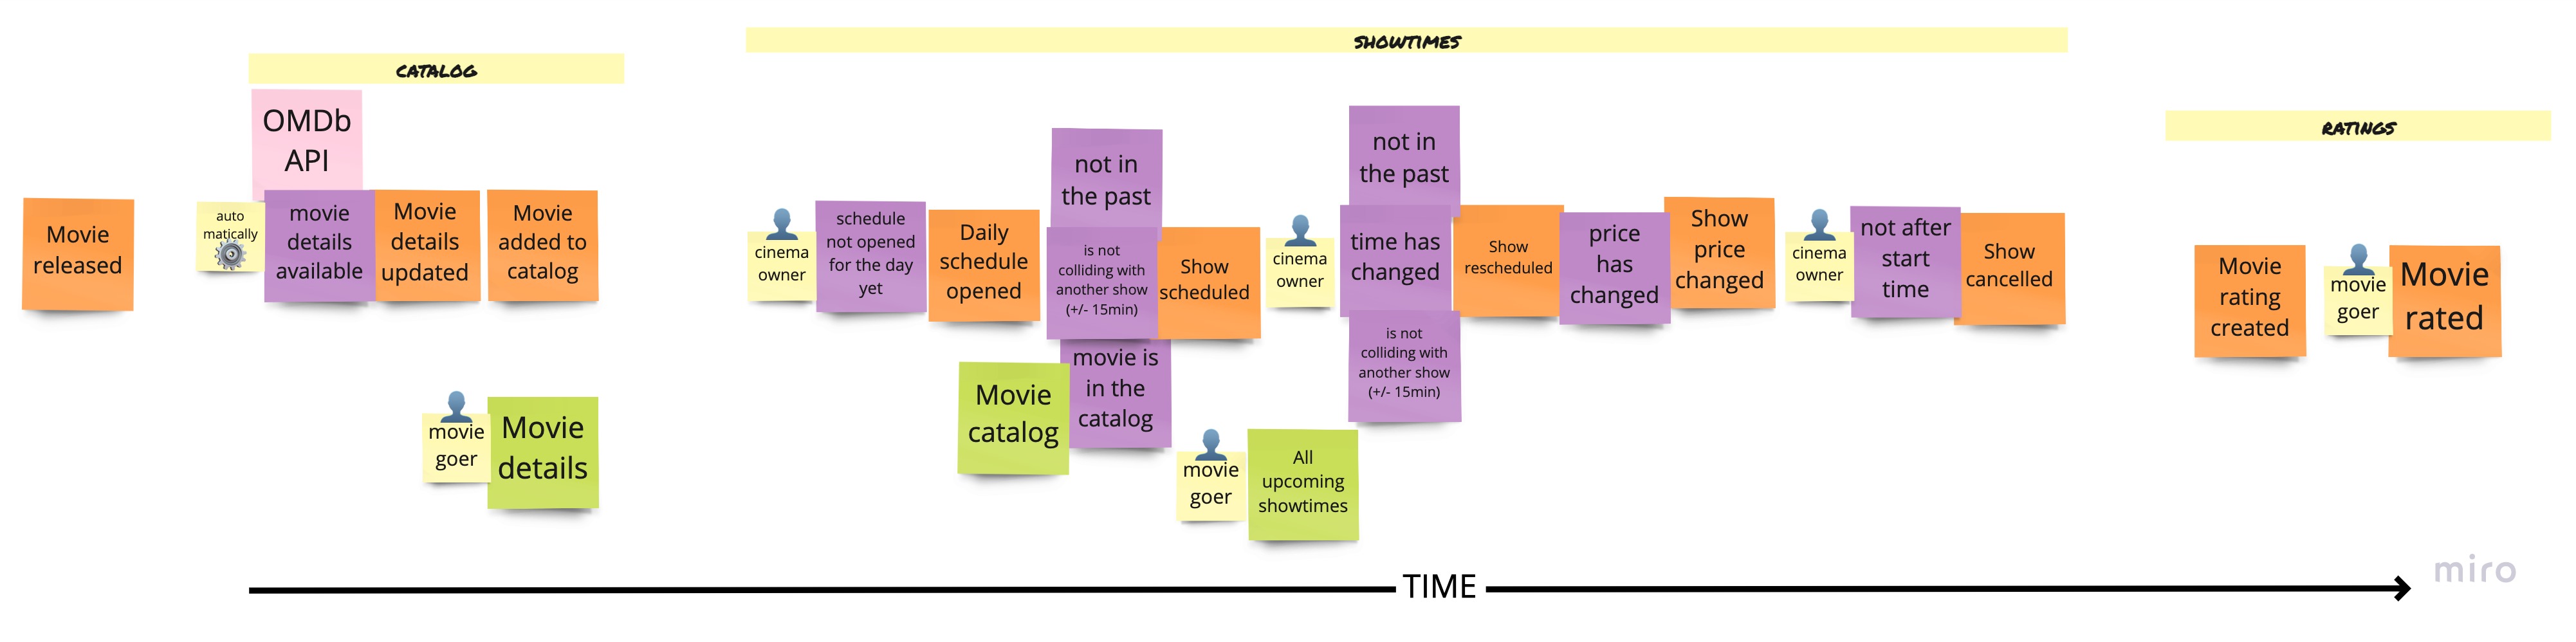 CATALOG
SHOWTIMES
RATINGS
Movie
released
auto
matically
OMDb
API
movie
details
available
Movie
details
updated
Movie
added to
catalog
movie
goer
Movie
details
cinema
owner
schedule
not opened
for the day
yet
Daily
schedule
opened
not in
the past
is not
colliding with
another show
(+/- 15min)
movie is
in the
catalog
Movie
catalog
Show
scheduled
movie
goer
All
upcoming
showtimes
cinema
owner
not in
the past
time has
changed
is not
colliding with
another show
(+/- 15min)
Show
rescheduled
price
has
changed
Show
price
changed
cinema
owner
not after
start
time
Show
cancelled
Movie
rating
created
movie
goer
Movie
rated
TIME
miro